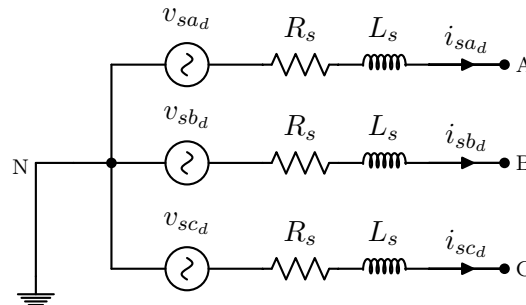 v_{sa_d} R_s L_s i_{sa_d} A
v_{sb_d} R_s L_s i_{sb_d} B
N
v_{sc_d} R_s L_s i_{sc_d} C